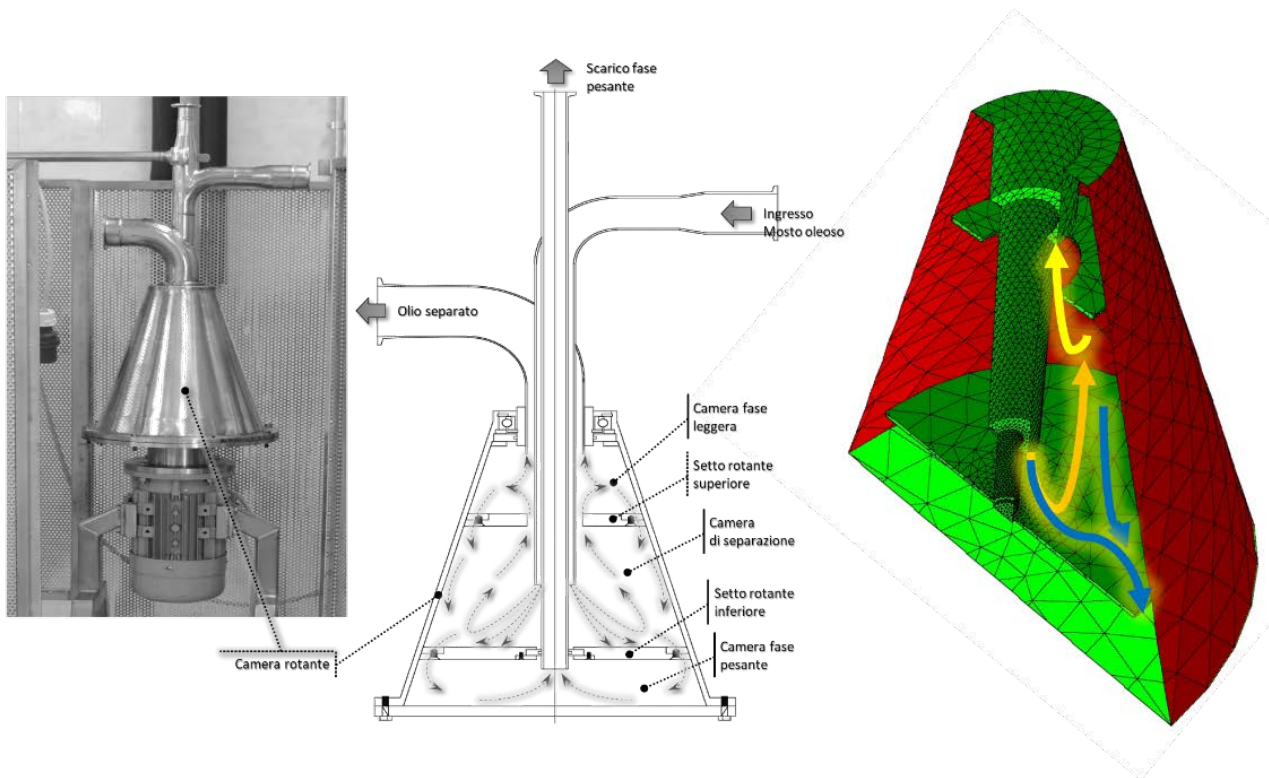 Scarico fase
pesante
Ingresso
Mosto oleoso
Olio separato
Camera fase
leggera
Setto rotante
superiore
Camera
di separazione
Setto rotante
inferiore
Camera fase
pesante
Camera rotante